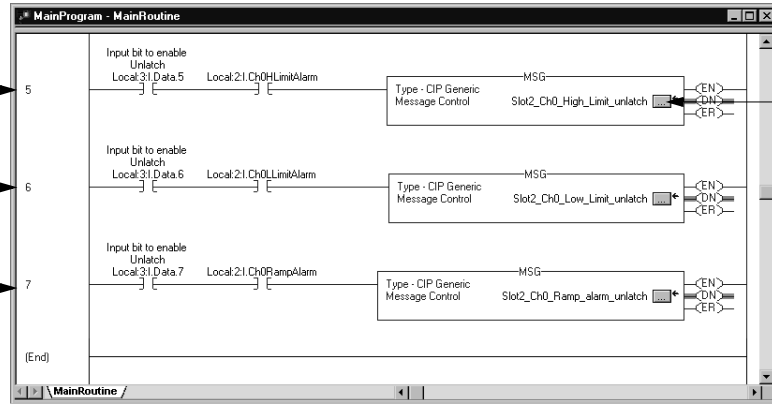 MainProgram - MainRoutine
Input bit to enable
Unlatch
Local:3:I.Data.5 Local:2:I.Ch0HLimitAlarm
5
MSG
Type - CIP Generic
Message Control Slot2_Ch0_High_Limit_unlatch ...
EN
DN
ER
Input bit to enable
Unlatch
Local:3:I.Data.6 Local:2:I.Ch0LLimitAlarm
6
MSG
Type - CIP Generic
Message Control Slot2_Ch0_Low_Limit_unlatch ...
EN
DN
ER
Input bit to enable
Unlatch
Local:3:I.Data.7 Local:2:I.Ch0RampAlarm
7
MSG
Type - CIP Generic
Message Control Slot2_Ch0_Ramp_alarm_unlatch ...
EN
DN
ER
(End)
MainRoutine